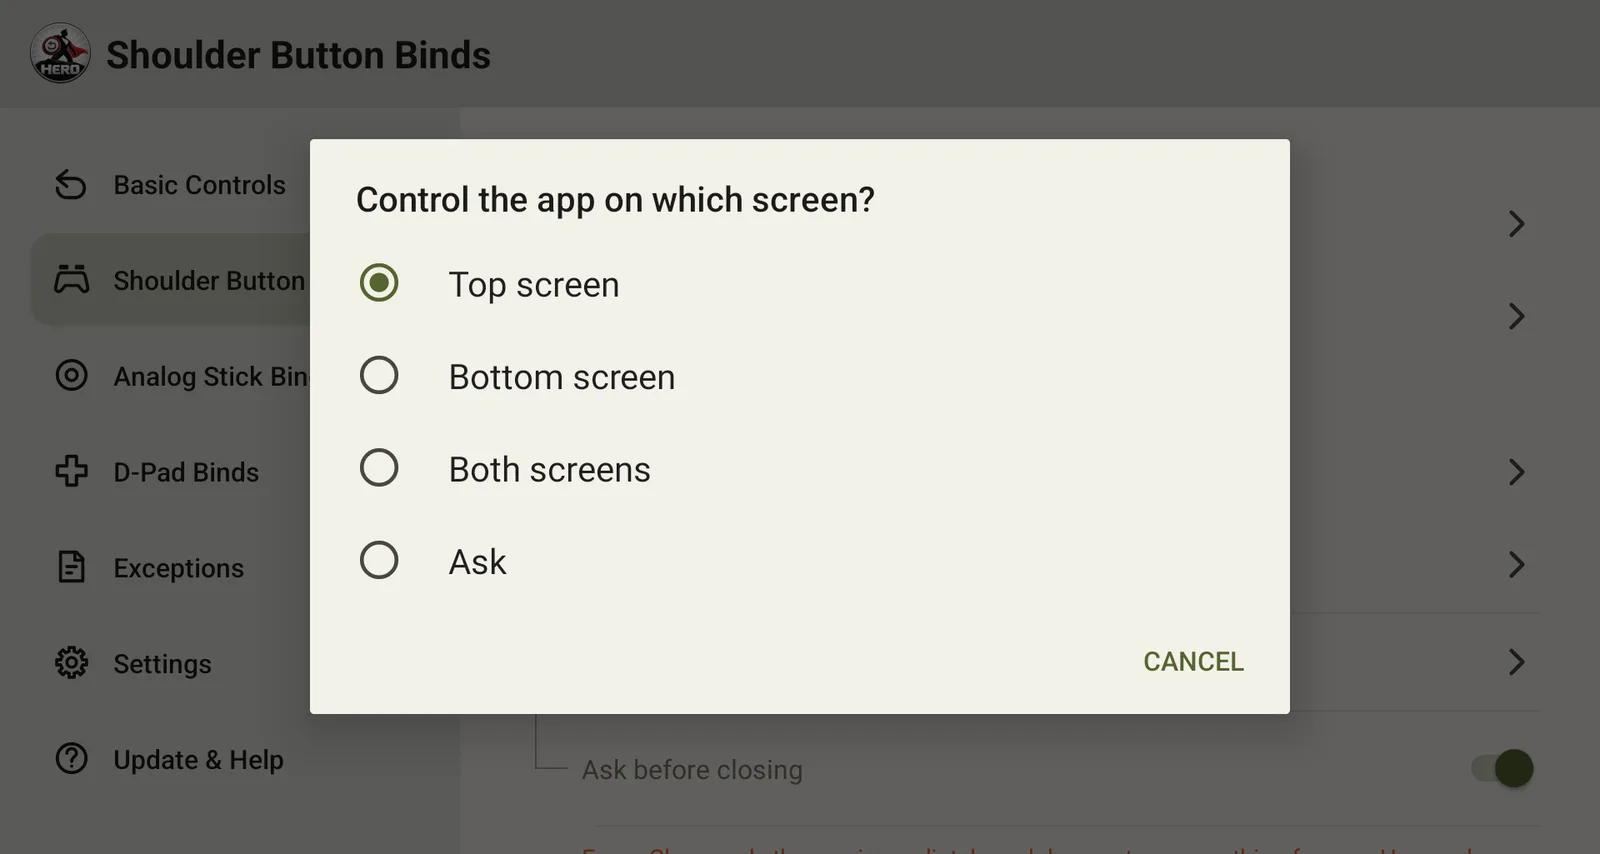 HERO
Shoulder Button Binds
Basic Controls
Shoulder Button
Analog Stick Bin
D-Pad Binds
Exceptions
Settings
Update & Help
Control the app on which screen?
Top screen
Bottom screen
Both screens
Ask
CANCEL
Ask before closing